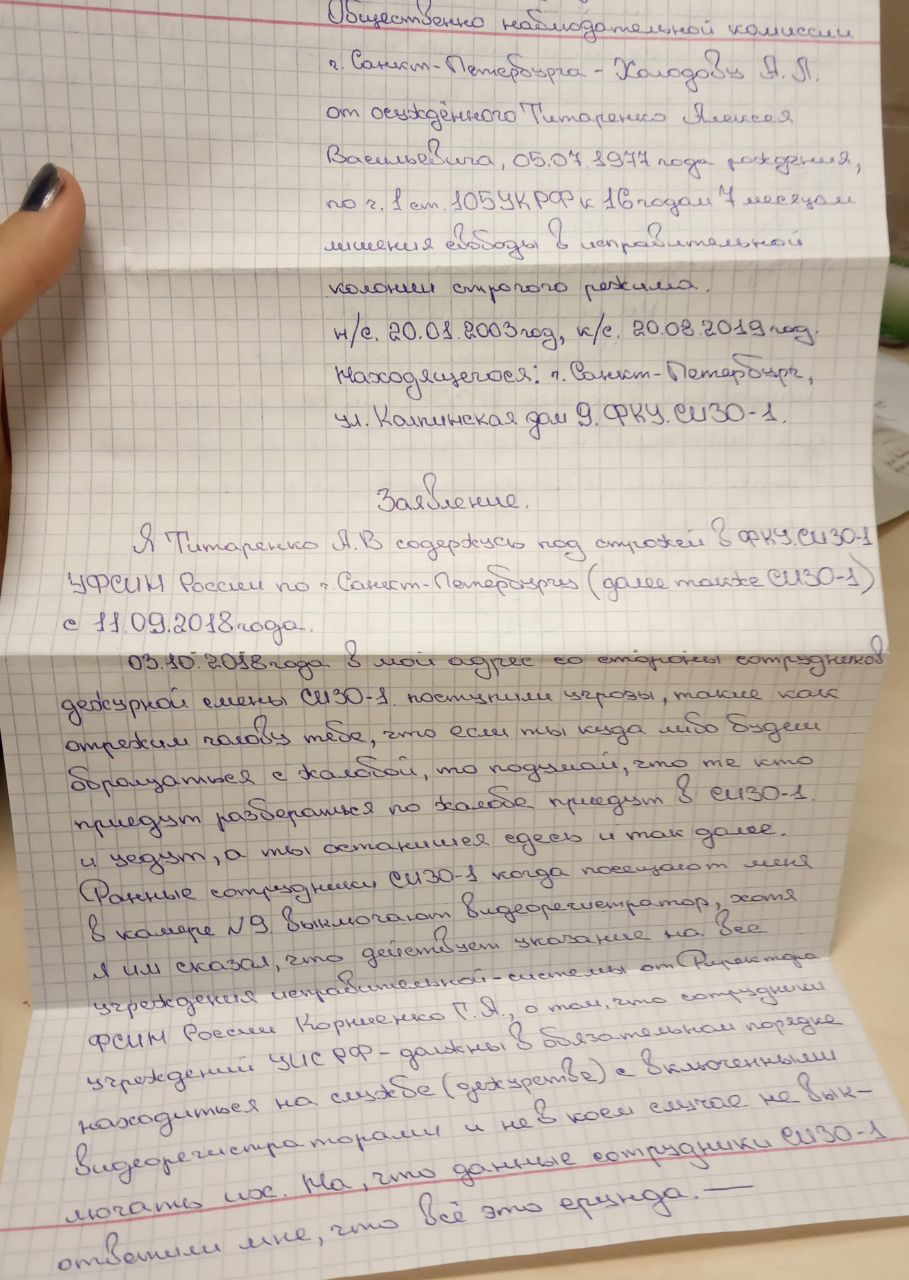 Общественно наблюдательной комиссии
г. Санкт-Петербурга - Холодову А. Л.
от осуждённого Титаренко Алексея
Васильевича, 05.07.1977 года рождения,
по ч. 1 ст. 105 УК РФ к 16 годам 7 месяцам
лишения свободы в исправительной
колонии строгого режима.
н/с. 20.01.2003 год, к/с. 20.08.2019 год.
Находящегося: г. Санкт-Петербург,
ул. Колпинская дом 9. ФКУ. СИЗО-1.
Заявление.
Я Титаренко А.В содержусь под стражей в ФКУ. СИЗО-1
УФСИН России по г. Санкт-Петербургу (далее также СИЗО-1)
с 11.09.2018 года.
03.10.2018 года в мой адрес со стороны сотрудников
дежурной смены СИЗО-1. поступили угрозы, такие как
отрежим голову тебе, что если ты куда либо будеш
обращаться с жалобой, то подумай, что те кто
приедут разбераться по жалобе приедут в СИЗО-1.
и уедут, а ты останишся сдесь и так далее.
Данные сотрудники СИЗО-1 когда посещают меня
в камере №9 выключают видеорегистратор, хотя
я им сказал, что действует указание на все
учреждения исправительной-системы от Директора
ФСИН России Корниенко Г.А., о том, что сотрудники
учреждений УИС РФ - должны в обязательном порядке
находиться на службе (дежурстве) с включенными
видеорегистраторами и не в коем случае не вык-
лючать их. На, что данные сотрудники СИЗО-1
ответили мне, что всё это ерунда. —